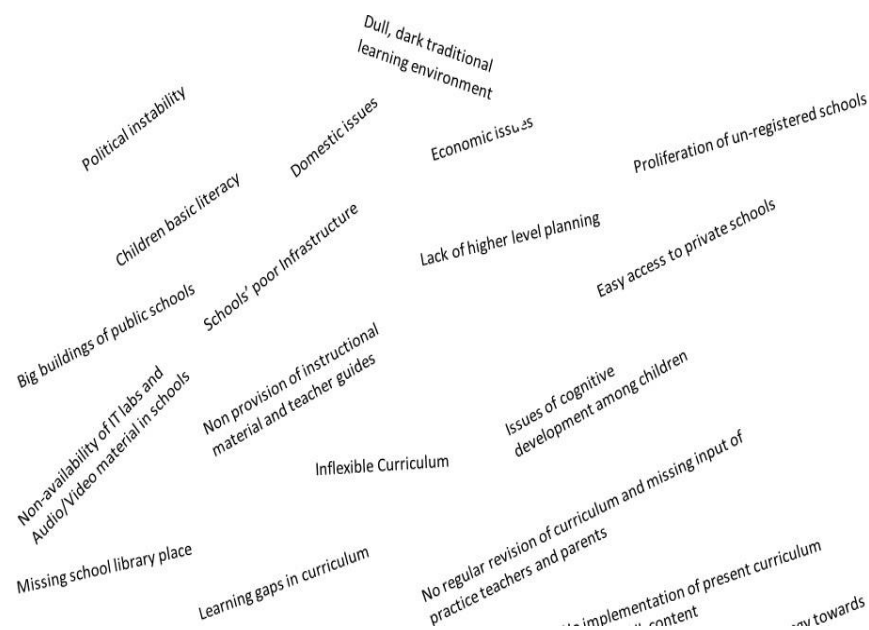 Dull, dark traditional
learning environment
Political instability
Domestic issues
Economic issues
Proliferation of un-registered schools
Children basic literacy
Schools' poor Infrastructure
Lack of higher level planning
Easy access to private schools
Big buildings of public schools
Non provision of instructional
material and teacher guides
Issues of cognitive
development among children
Non-availability of IT labs and
Audio/Video material in schools
Inflexible Curriculum
No regular revision of curriculum and missing input of
practice teachers and parents
Missing school library place
Learning gaps in curriculum
implementation of present curriculum
content
towards